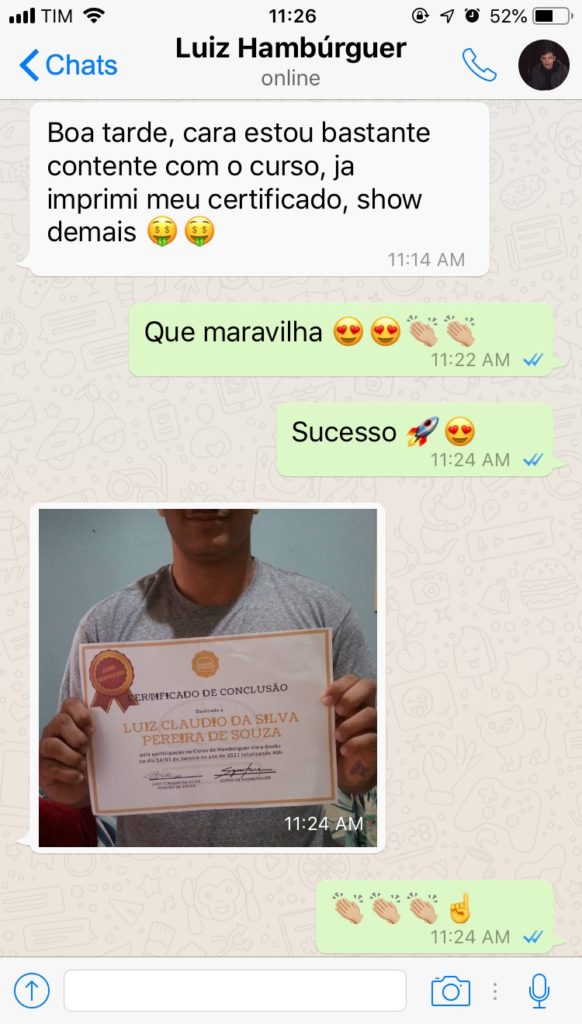 TIM 11:26 52%
Chats Luiz Hambúrguer
online
Boa tarde, cara estou bastante
contente com o curso, ja
imprimi meu certificado, show
demais 🤑 🤑
11:14 AM
Que maravilha 😍 😍 👏🏼 👏🏼
11:22 AM
Sucesso 🚀 😍
11:24 AM
CERTIFICADO DE CONCLUSÃO
Dedicado a
LUIZ CLAUDIO DA SILVA
PEREIRA DE SOUZA
pela participação no Curso de Hambúrguer via e-books
no dia 14/01 de Janeiro no ano de 2021 totalizando 40h.
LUIZ CLAUDIO DA SILVA
PEREIRA DE SOUZA
CURSO DE HAMBÚRGUER
11:24 AM
👏🏼 👏🏼 👏🏼 ☝🏼
11:24 AM